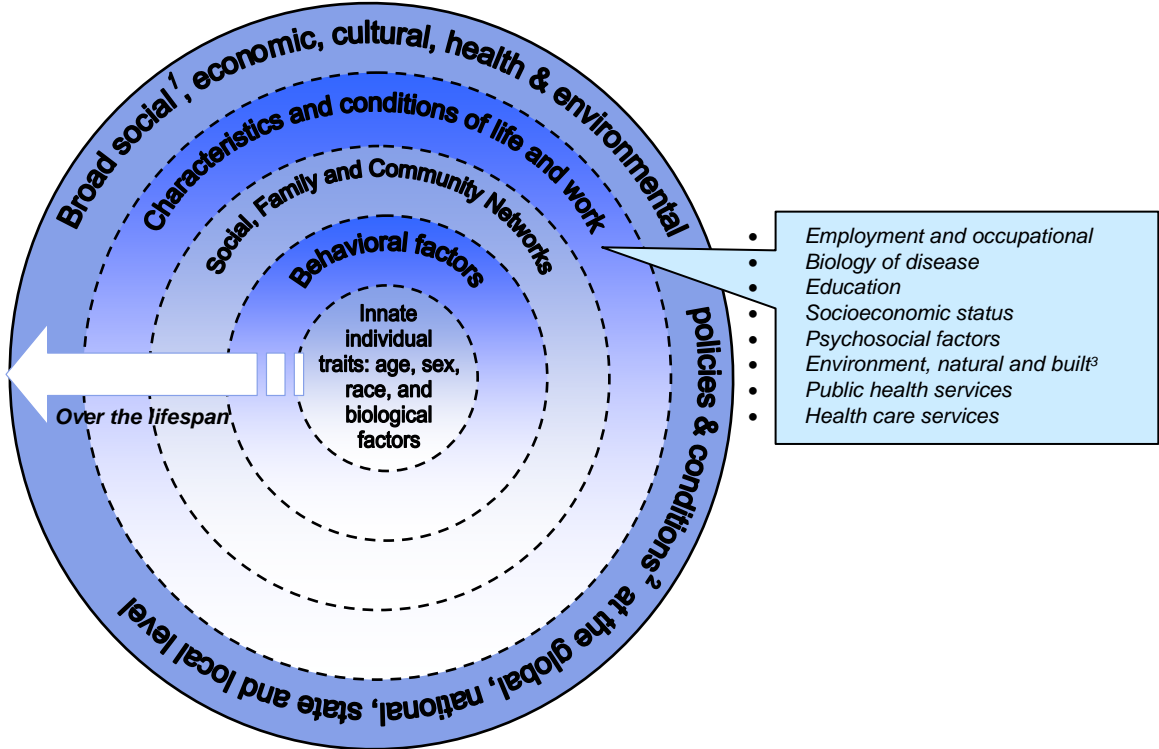 Broad social¹, economic, cultural, health & environmental
policies & conditions² at the global, national, state and local level
Characteristics and conditions of life and work
Social, Family and Community Networks
Behavioral factors
Innate
individual
traits: age, sex,
race, and
biological
factors
Over the lifespan
• Employment and occupational
• Biology of disease
• Education
• Socioeconomic status
• Psychosocial factors
• Environment, natural and built³
• Public health services
• Health care services